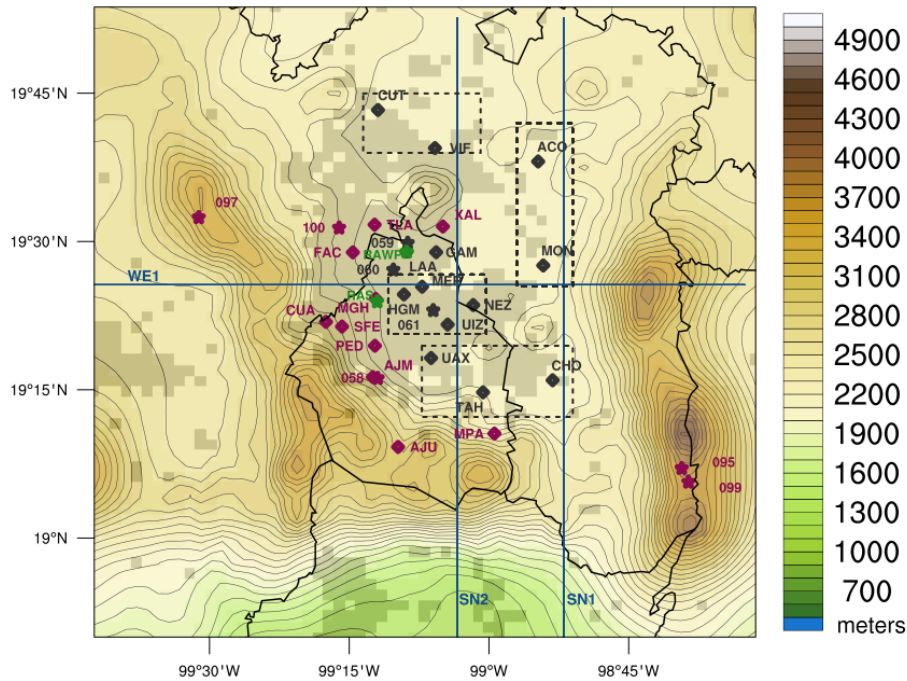 4900
4600
4300
4000
3700
3400
3100
2800
2500
2200
1900
1600
1300
1000
700
meters
19°45'N
19°30'N
19°15'N
19°N
99°30'W
99°15'W
99°W
98°45'W
CUT
VIF
ACO
MON
097
100
TLA
XAL
059
FAC
GAM
060
LAA
MER
WE1
MGH
HGM
NEZ
CUA
SFE
061
UIZ
PED
UAX
AJM
058
CHO
TAH
MPA
AJU
095
099
SN2
SN1